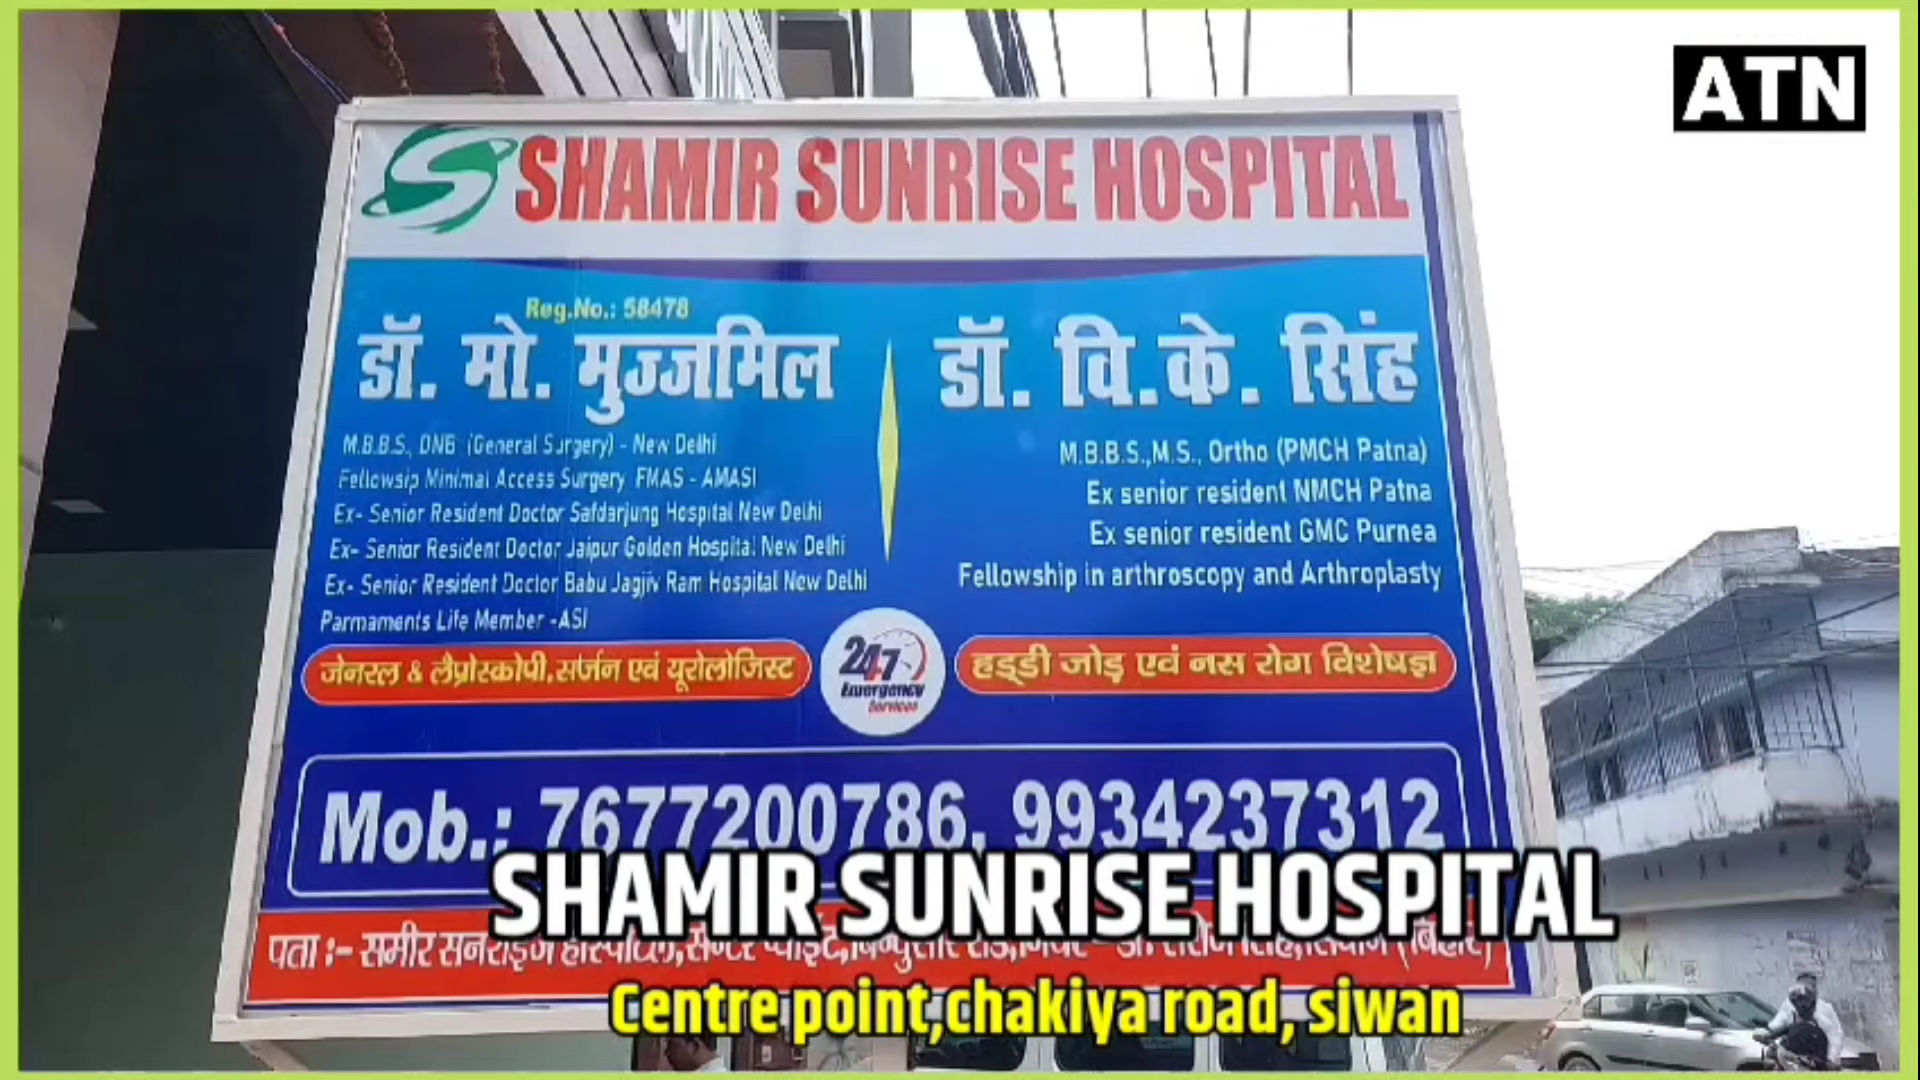 ATN
SHAMIR SUNRISE HOSPITAL
Reg.No.: 58478
डॉ. मो. मुज्जमिल
M.B.B.S., DNB (General Surgery) - New Delhi
Fellowsip Minimal Access Surgery FMAS - AMASI
Ex- Senior Resident Doctor Safdarjung Hospital New Delhi
Ex- Senior Resident Doctor Jaipur Golden Hospital New Delhi
Ex- Senior Resident Doctor Babu Jagjiv Ram Hospital New Delhi
Parmaments Life Member -ASI
जेनरल & लैप्रोस्कोपी,सर्जन एवं यूरोलोजिस्ट
डॉ. वि.के. सिंह
M.B.B.S.,M.S., Ortho (PMCH Patna)
Ex senior resident NMCH Patna
Ex senior resident GMC Purnea
Fellowship in arthroscopy and Arthroplasty
हड्डी जोड़ एवं नस रोग विशेषज्ञ
24x7
Emergency
Services
Mob.: 7677200786, 9934237312
पता :- समीर सनराईज हॉस्पीटल,सेन्टर प्वाइंट,
SHAMIR SUNRISE HOSPITAL
Centre point,chakiya road, siwan